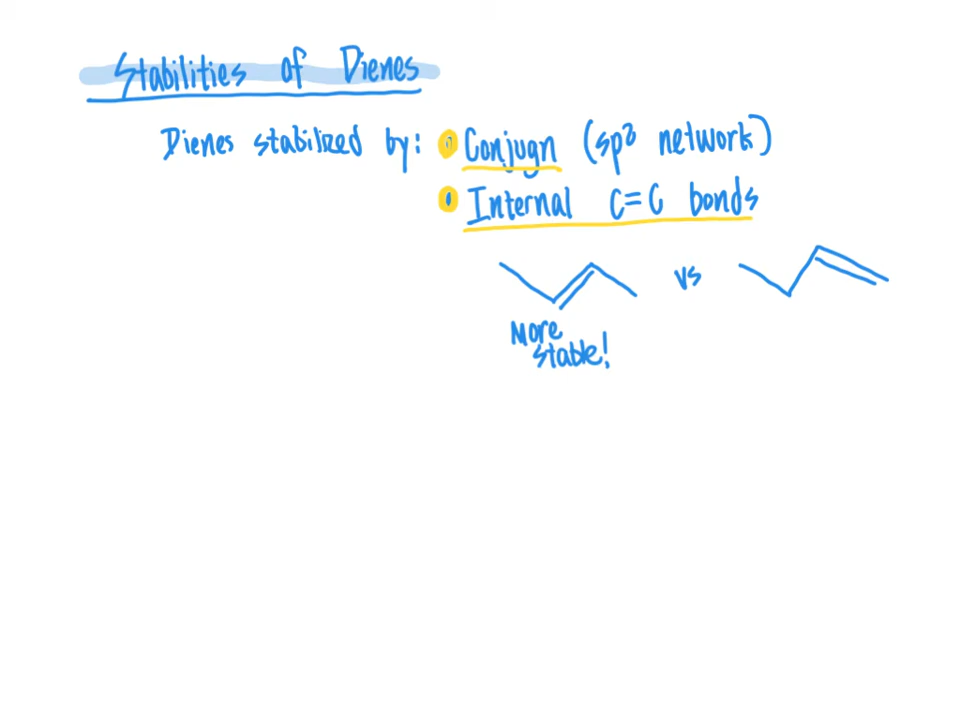 Stabilities of Dienes
Dienes stabilized by: Conjugn (sp² network)
Internal C=C bonds
vs
More
stable!